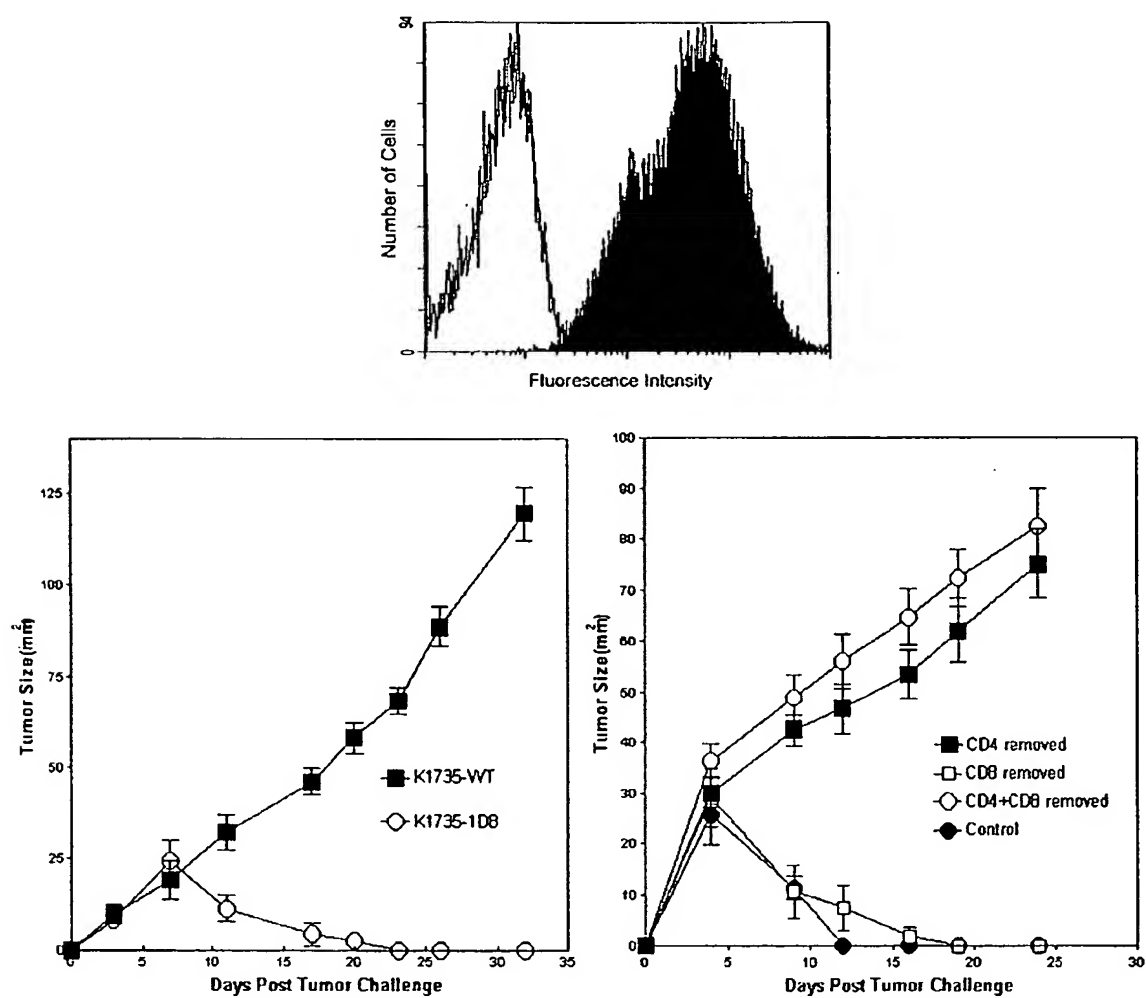 Number of Cells
0
Fluorescence Intensity
Tumor Size(mm²)
125
100
75
50
25
0
K1735-WT
K1735-1D8
0 5 10 15 20 25 30 35
Days Post Tumor Challenge
Tumor Size(mm²)
100
90
80
70
60
50
40
30
20
10
0
CD4 removed
CD8 removed
CD4+CD8 removed
Control
0 5 10 15 20 25 30
Days Post Tumor Challenge